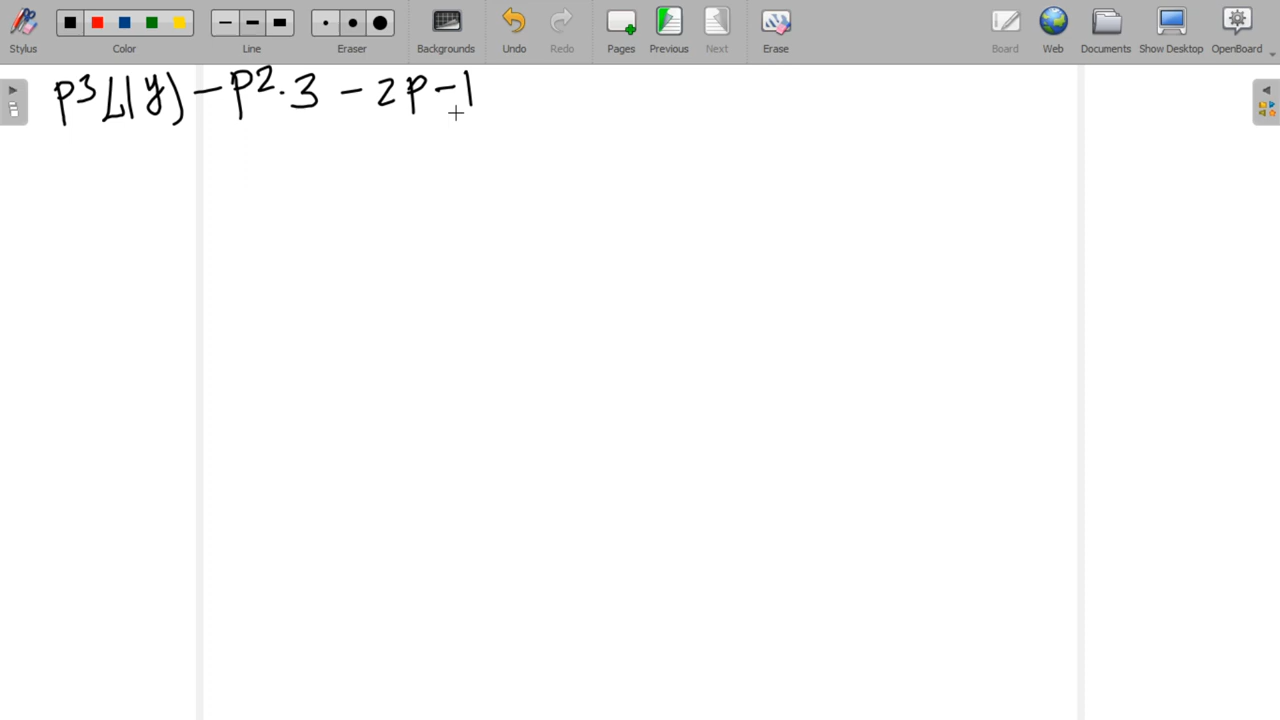 Stylus Color Line Eraser Backgrounds Undo Redo Pages Previous Next Erase Board Web Documents Show Desktop OpenBoard
p³L(y) - p²·3 - 2p - 1